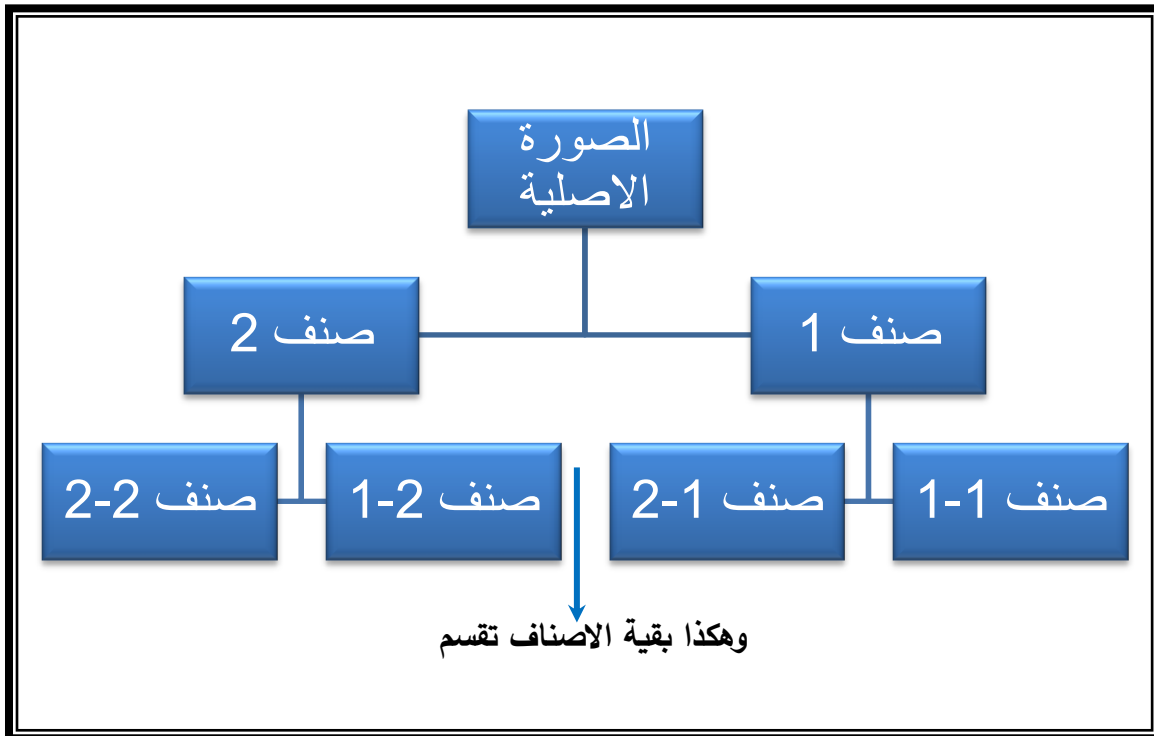 الصورة
الاصلية
صنف 1
صنف 2
صنف 1-1
صنف 1-2
صنف 2-1
صنف 2-2
وهكذا بقية الاصناف تقسم